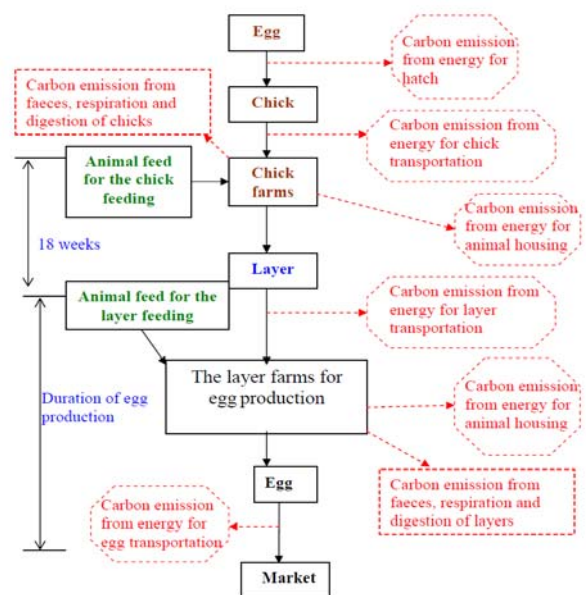 Egg
Carbon emission
from energy for
hatch
Carbon emission from
faeces, respiration and
digestion of chicks
Chick
Carbon emission from
energy for chick
transportation
Animal feed
for the chick
feeding
Chick
farms
18 weeks
Carbon emission
from energy for
animal housing
Layer
Animal feed for the
layer feeding
Carbon emission from
energy for layer
transportation
The layer farms for
egg production
Duration of egg
production
Carbon emission
from energy for
animal housing
Egg
Carbon emission from
faeces, respiration and
digestion of layers
Carbon emission
from energy for
egg transportation
Market